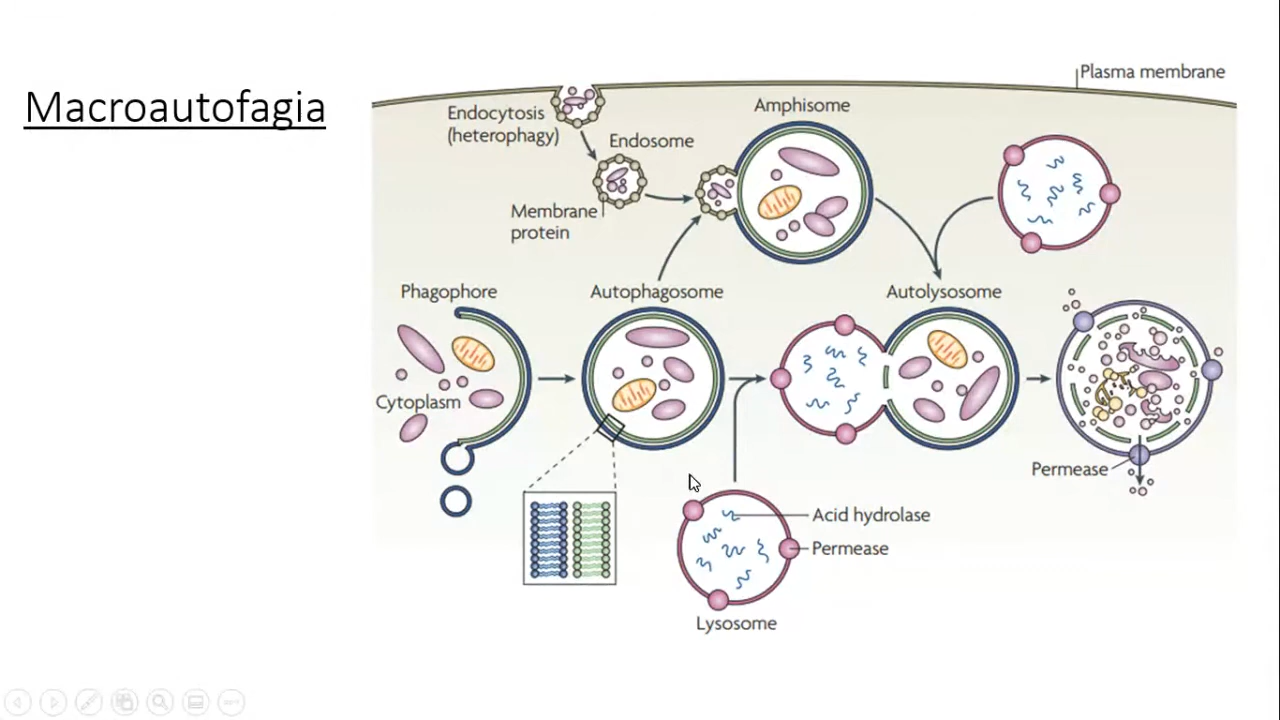 Macroautofagia
Plasma membrane
Endocytosis
(heterophagy)
Endosome
Amphisome
Membrane
protein
Phagophore
Autophagosome
Autolysosome
Cytoplasm
Permease
Acid hydrolase
Permease
Lysosome